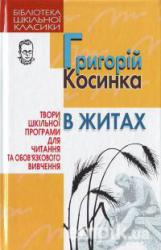 БІБЛІОТЕКА
ШКІЛЬНОЇ
КЛАСИКИ
Григорій
Косинка
В ЖИТАХ
ТВОРИ
ШКІЛЬНОЇ
ПРОГРАМИ
ДЛЯ
ЧИТАННЯ
ТА ОБОВ'ЯЗКОВОГО
ВИВЧЕННЯ